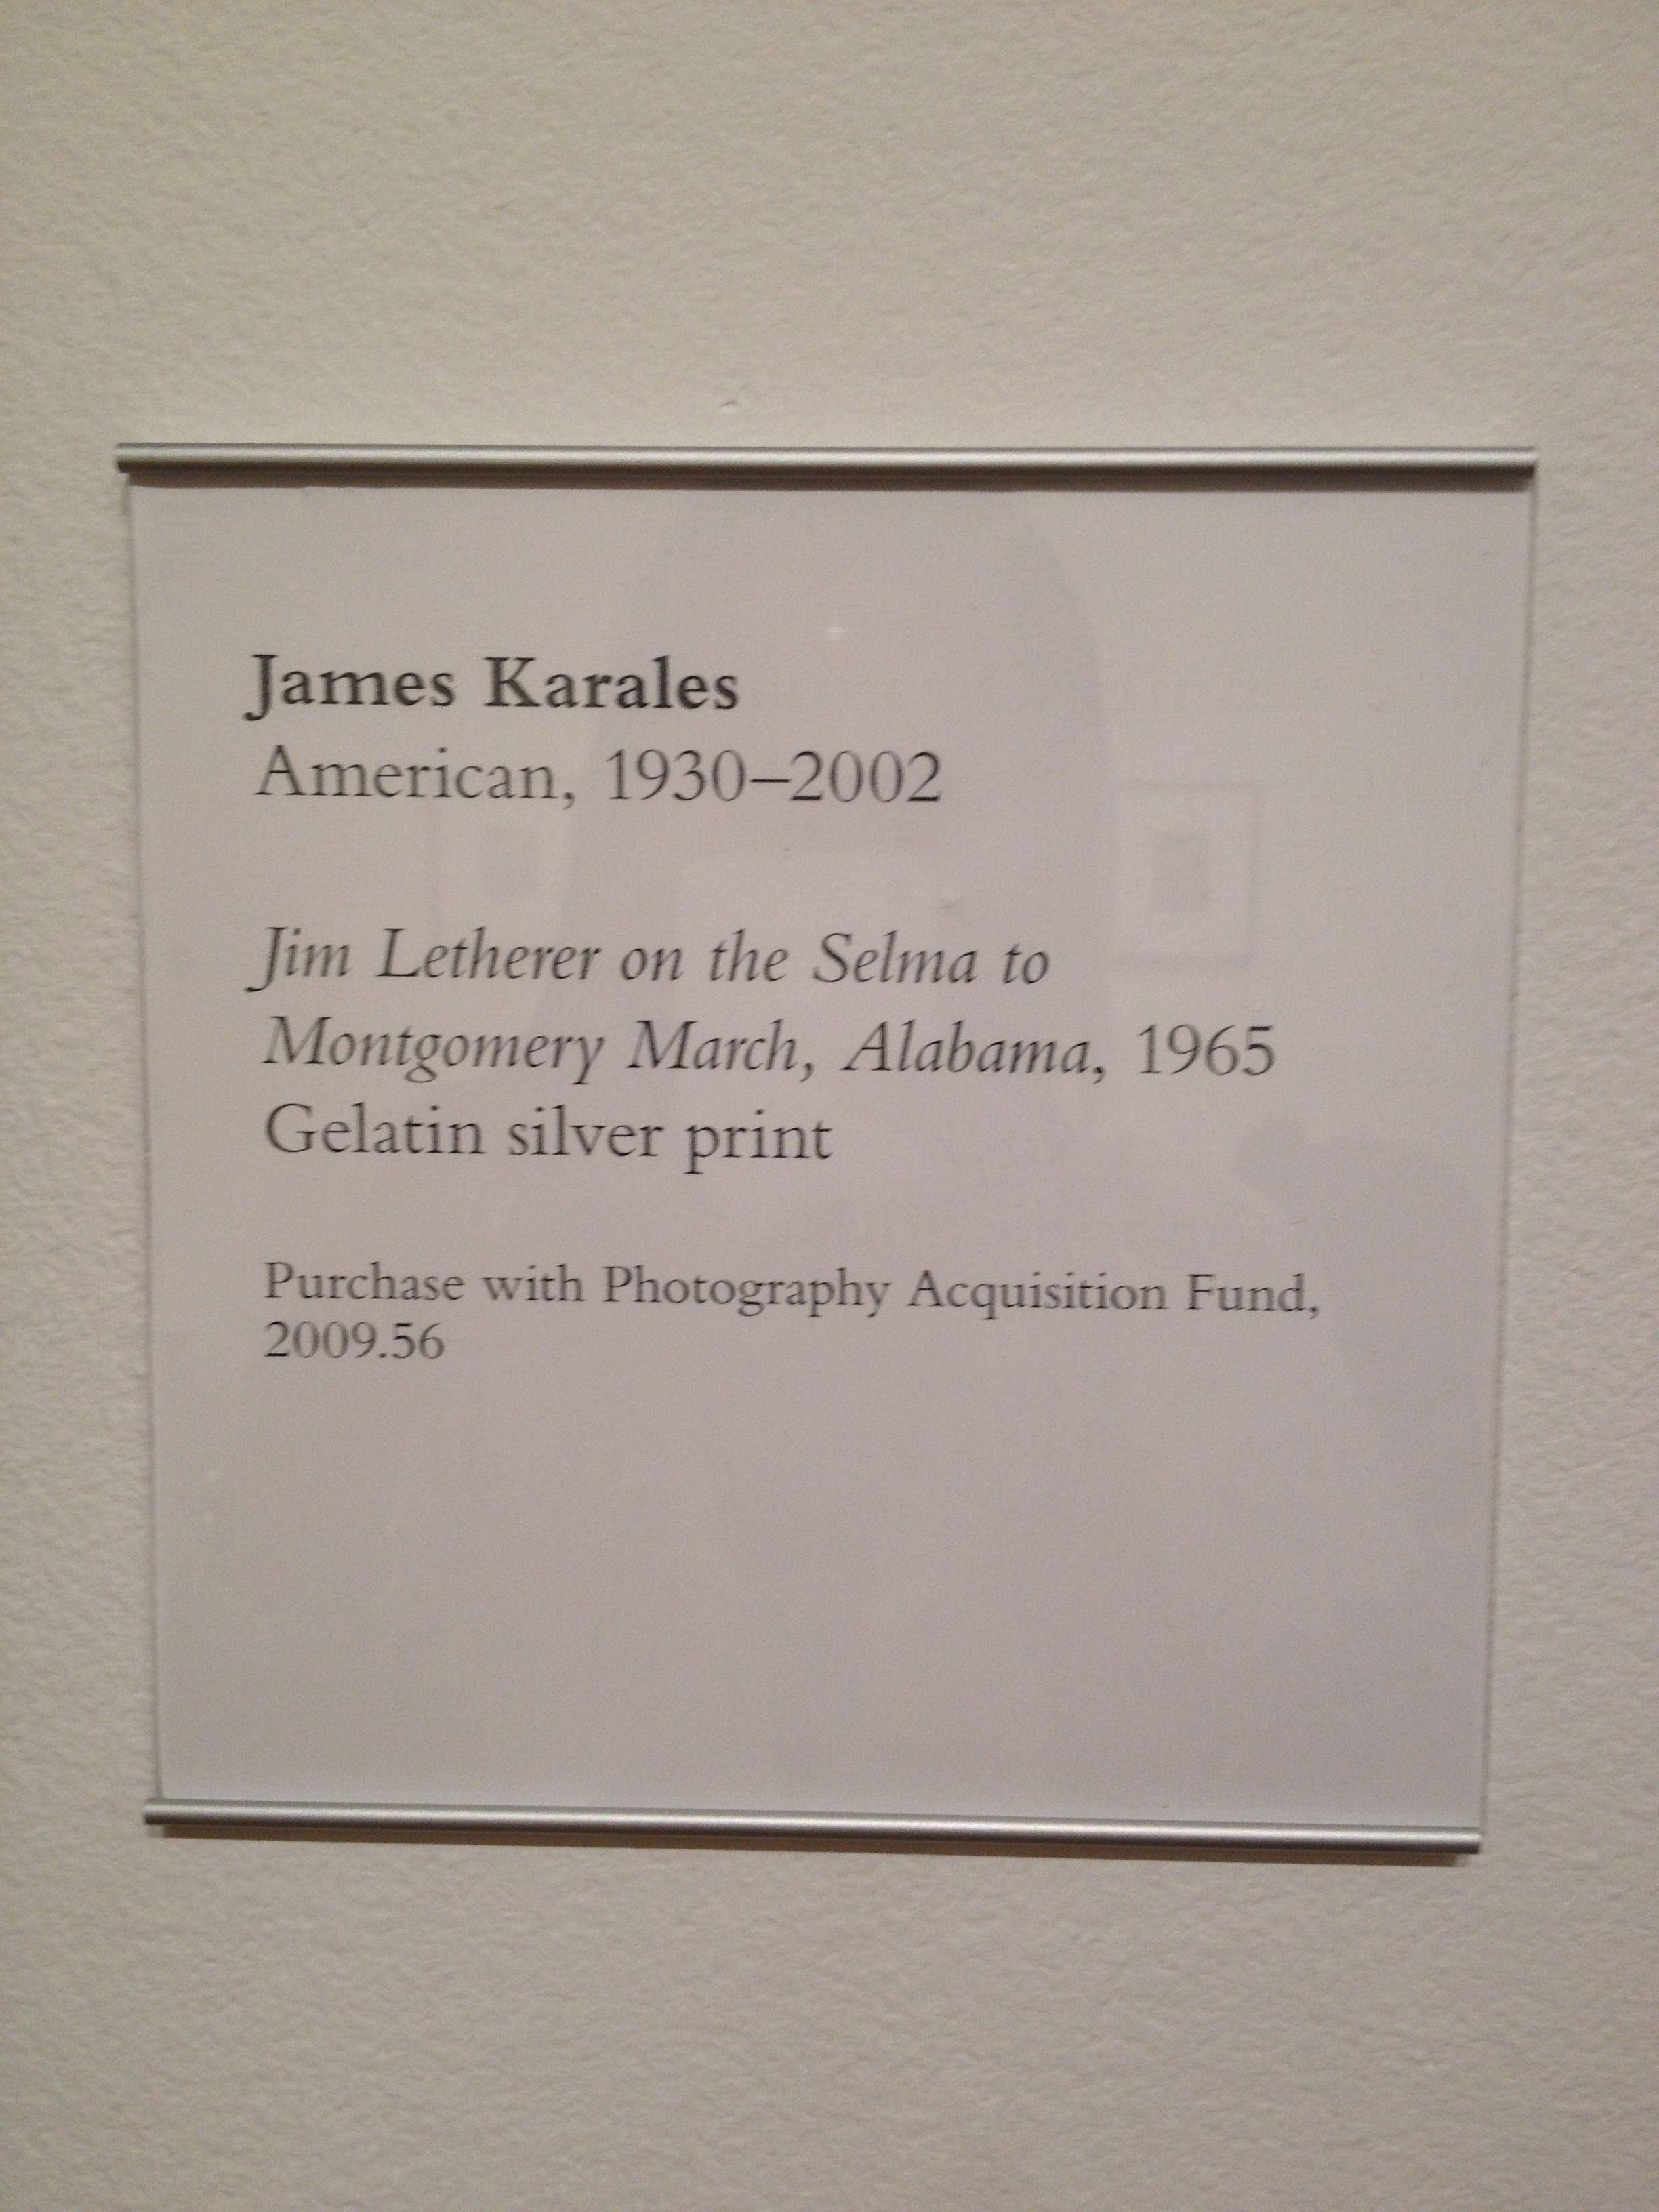 James Karales
American, 1930–2002
Jim Letherer on the Selma to
Montgomery March, Alabama, 1965
Gelatin silver print
Purchase with Photography Acquisition Fund,
2009.56